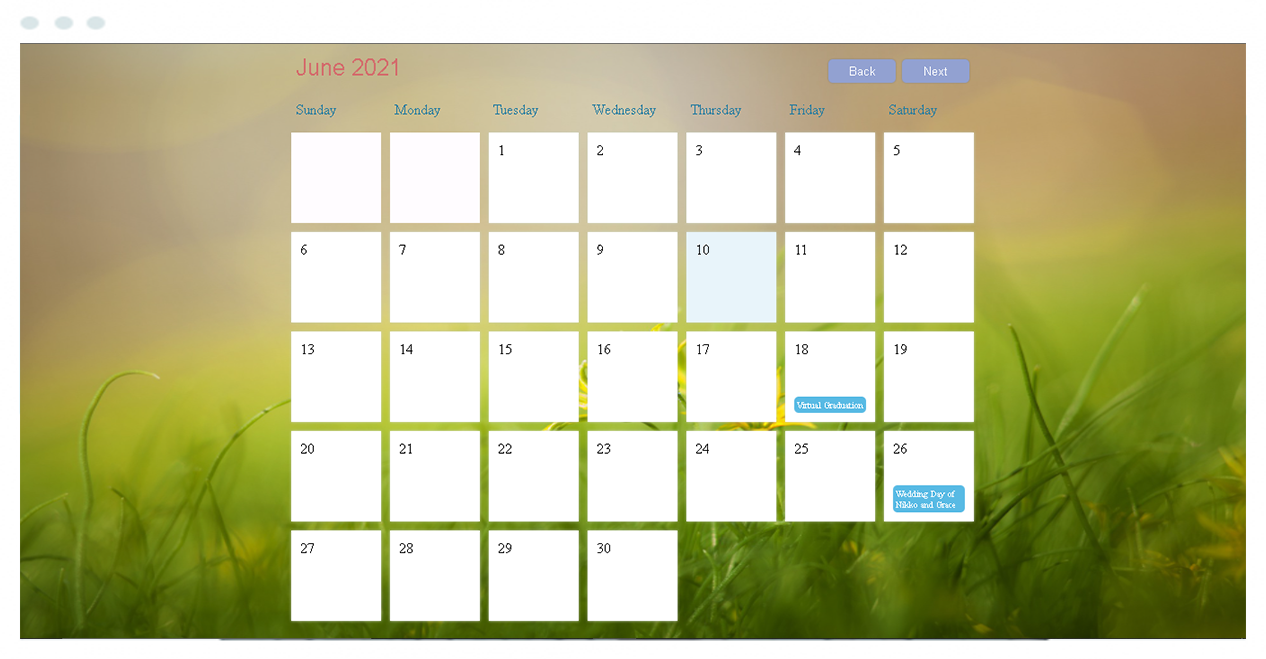 June 2021
Back Next
Sunday Monday Tuesday Wednesday Thursday Friday Saturday
1 2 3 4 5
6 7 8 9 10 11 12
13 14 15 16 17 18 19
Virtual Graduation
20 21 22 23 24 25 26
Wedding Day of
Nikko and Grace
27 28 29 30